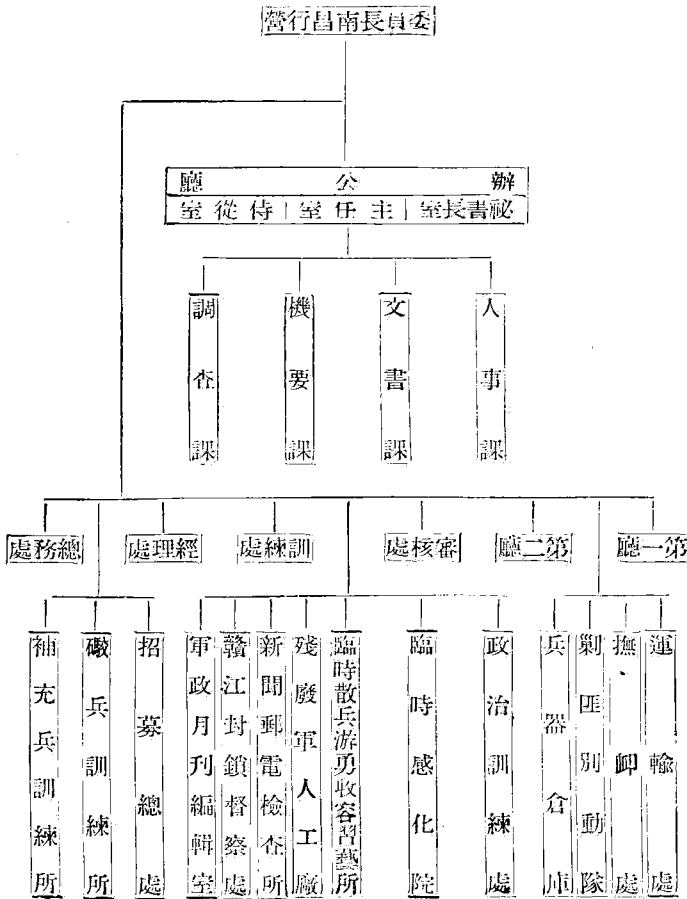 委員長南昌行營
辦公廳
祕書長室
主任室
侍從室
人事課
文書課
機要課
調查課
第一廳
第二廳
審核處
訓練處
經理處
總務處
運輸處
撫卹處
剿匪別動隊
兵器倉庫
政治訓練處
臨時感化院
臨時散兵游勇收容習藝所
殘廢軍人工廠
新聞郵電檢查所
贛江封鎖督察處
軍政月刊編輯室
招募總處
礮兵訓練所
補充兵訓練所